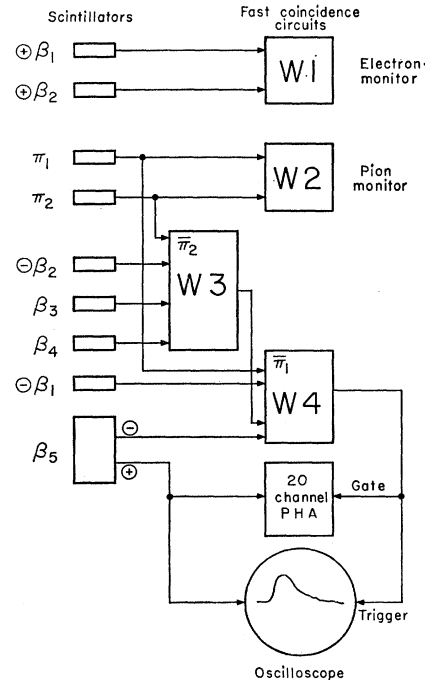 Scintillators
Fast coincidence
circuits
⊕β₁
W1
Electron
monitor
⊕β₂
π₁
W2
Pion
monitor
π₂
π̅₂
W3
⊖β₂
β₃
β₄
π̅₁
W4
⊖β₁
β₅
⊖
⊕
20
channel
PHA
Gate
Trigger
Oscilloscope